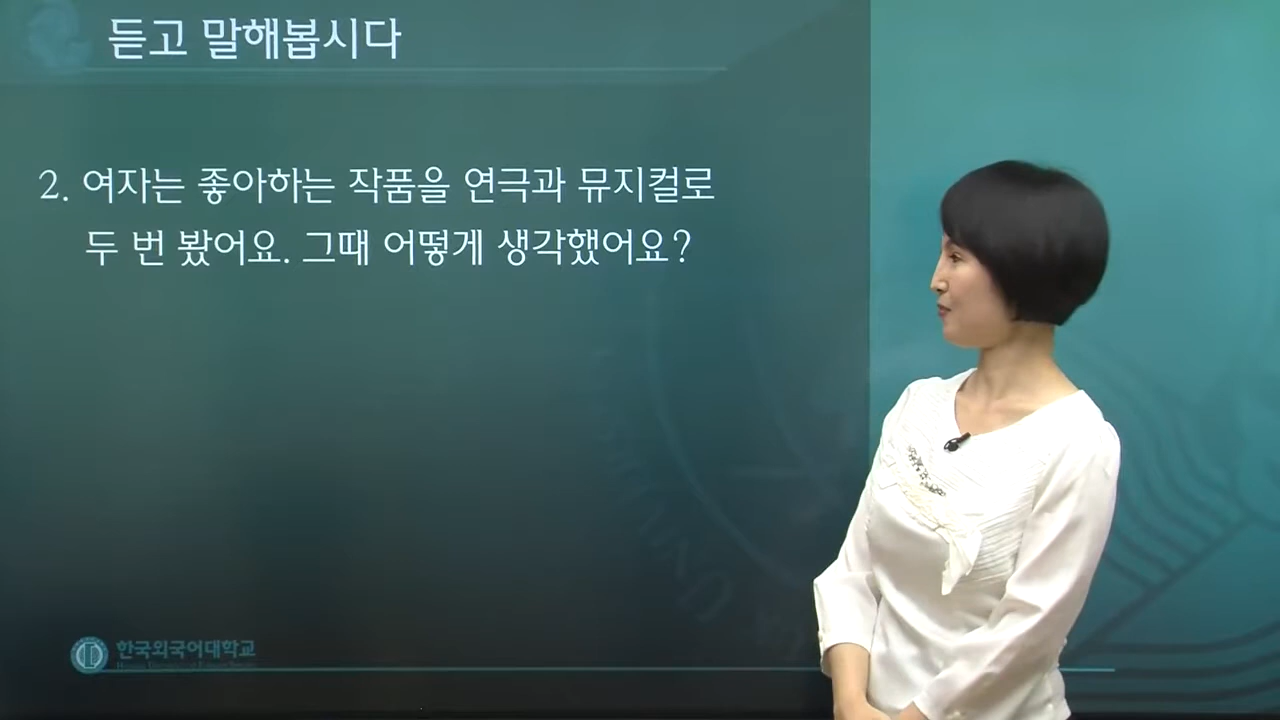 듣고 말해봅시다
2. 여자는 좋아하는 작품을 연극과 뮤지컬로
두 번 봤어요. 그때 어떻게 생각했어요?
한국외국어대학교